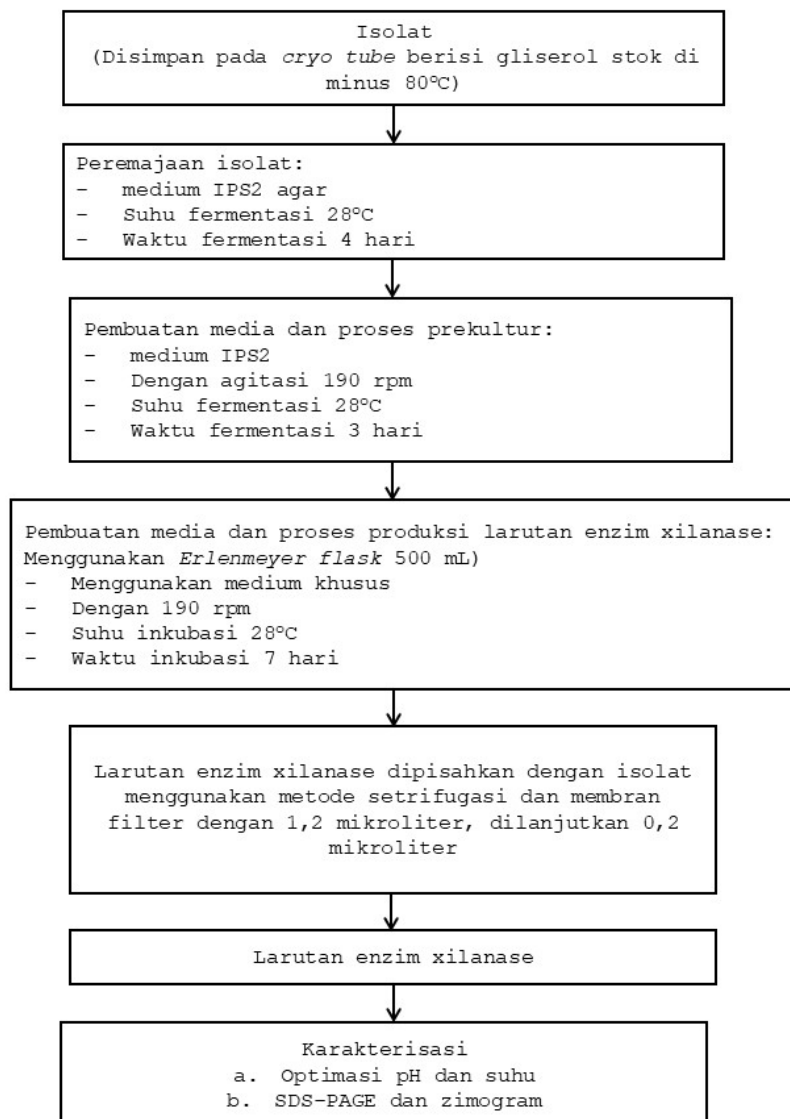 Isolat
(Disimpan pada cryo tube berisi gliserol stok di
minus 80°C)
Peremajaan isolat:
- medium IPS2 agar
- Suhu fermentasi 28°C
- Waktu fermentasi 4 hari
Pembuatan media dan proses prekultur:
- medium IPS2
- Dengan agitasi 190 rpm
- Suhu fermentasi 28°C
- Waktu fermentasi 3 hari
Pembuatan media dan proses produksi larutan enzim xilanase:
Menggunakan Erlenmeyer flask 500 mL)
- Menggunakan medium khusus
- Dengan 190 rpm
- Suhu inkubasi 28°C
- Waktu inkubasi 7 hari
Larutan enzim xilanase dipisahkan dengan isolat
menggunakan metode setrifugasi dan membran
filter dengan 1,2 mikroliter, dilanjutkan 0,2
mikroliter
Larutan enzim xilanase
Karakterisasi
a. Optimasi pH dan suhu
b. SDS-PAGE dan zimogram